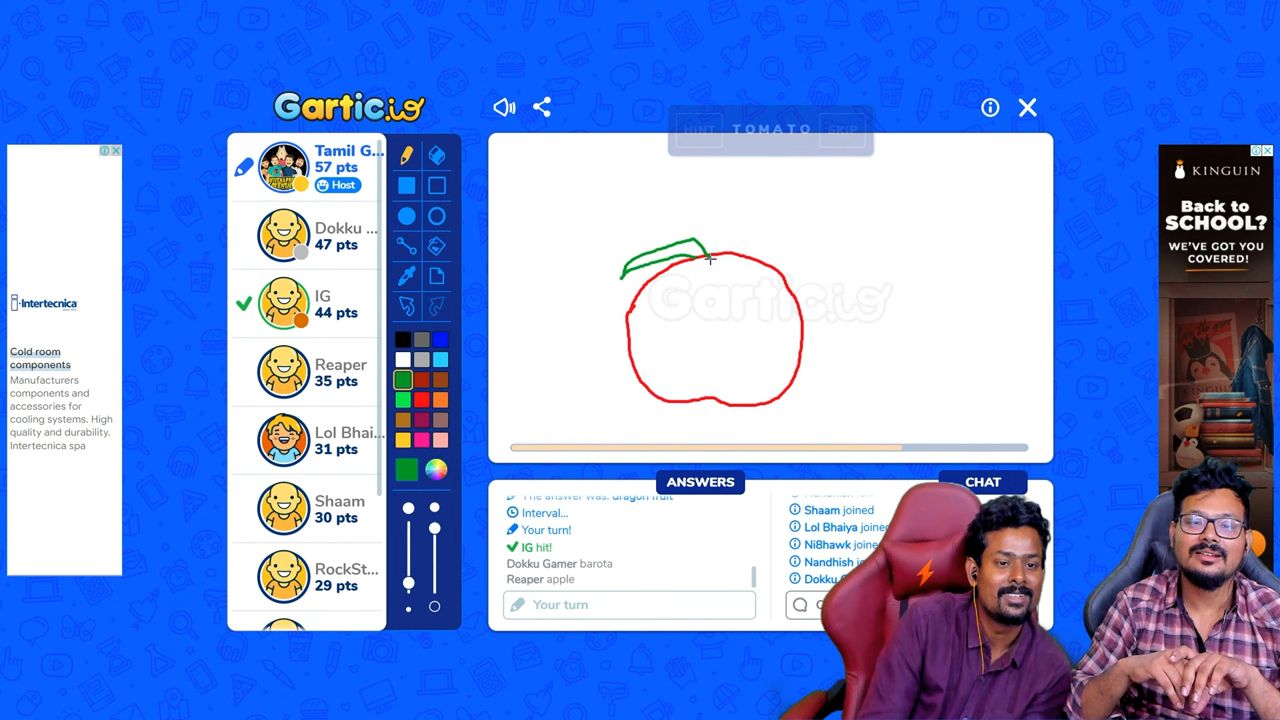 Gartic.io
HINT
TOMATO
SKIP
Tamil G...
57 pts
Host
Dokku ...
47 pts
IG
44 pts
Reaper
35 pts
Lol Bhai...
31 pts
Shaam
30 pts
RockSt...
29 pts
Gartic.io
ANSWERS
The answer was: dragon fruit
Interval...
Your turn!
IG hit!
Dokku Gamer barota
Reaper apple
Your turn
CHAT
Shaam joined
Lol Bhaiya joined
Ni8hawk joined
Nandhish
Dokku
Intertecnica
Cold room
components
Manufacturers
components and
accessories for
cooling systems. High
quality and durability.
Intertecnica spa
KINGUIN
Back to
SCHOOL?
WE'VE GOT YOU
COVERED!